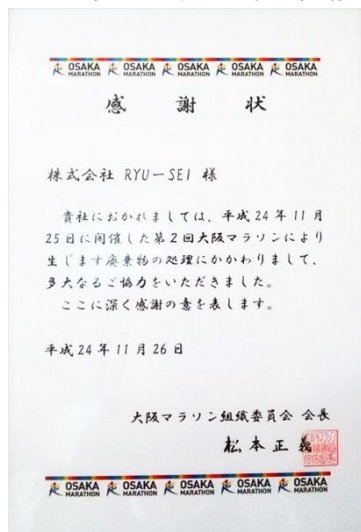 OSAKA MARATHON OSAKA MARATHON OSAKA MARATHON OSAKA MARATHON OSAKA MARATHON
感謝状
株式会社 RYU-SEI 様
貴社におかれましては、平成24年11月
25日に開催した第2回大阪マラソンにより
生じます廃棄物の処理にかかわりまして、
多大なるご協力をいただきました。
ここに深く感謝の意を表します。
平成24年11月26日
大阪マラソン組織委員会 会長
松本正義
OSAKA MARATHON OSAKA MARATHON OSAKA MARATHON OSAKA MARATHON OSAKA MARATHON